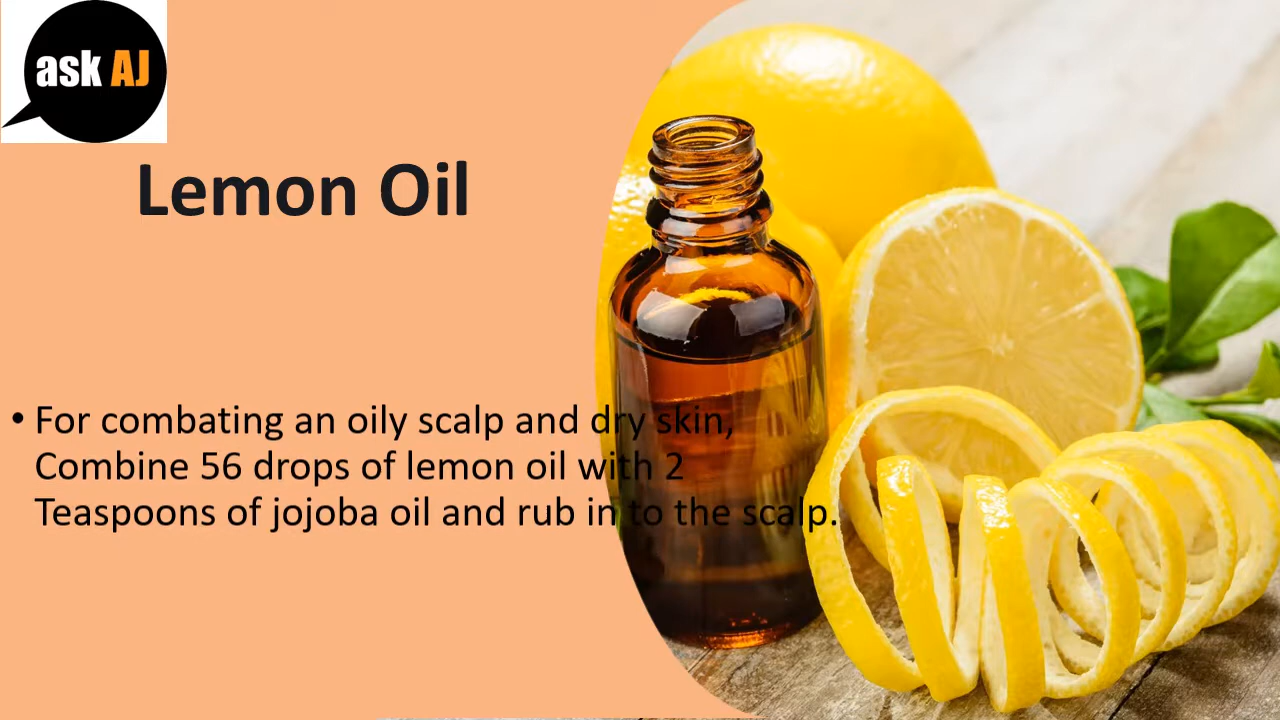 ask AJ
Lemon Oil
• For combating an oily scalp and dry skin,
Combine 56 drops of lemon oil with 2
Teaspoons of jojoba oil and rub in to the scalp.